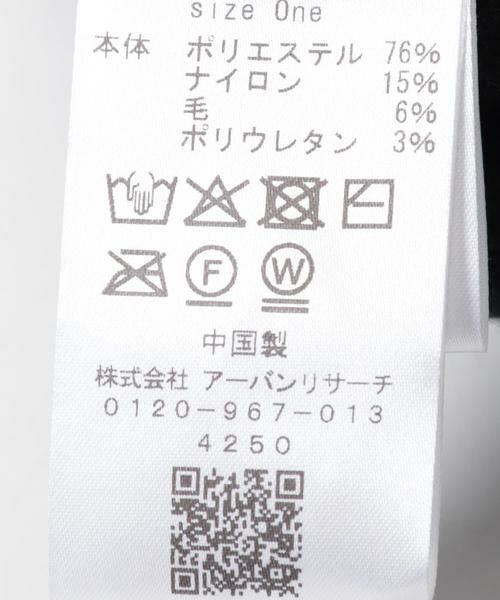 size One
本体 ポリエステル 76%
ナイロン 15%
毛 6%
ポリウレタン 3%
F W
中国製
株式会社 アーバンリサーチ
0120-967-013
4250